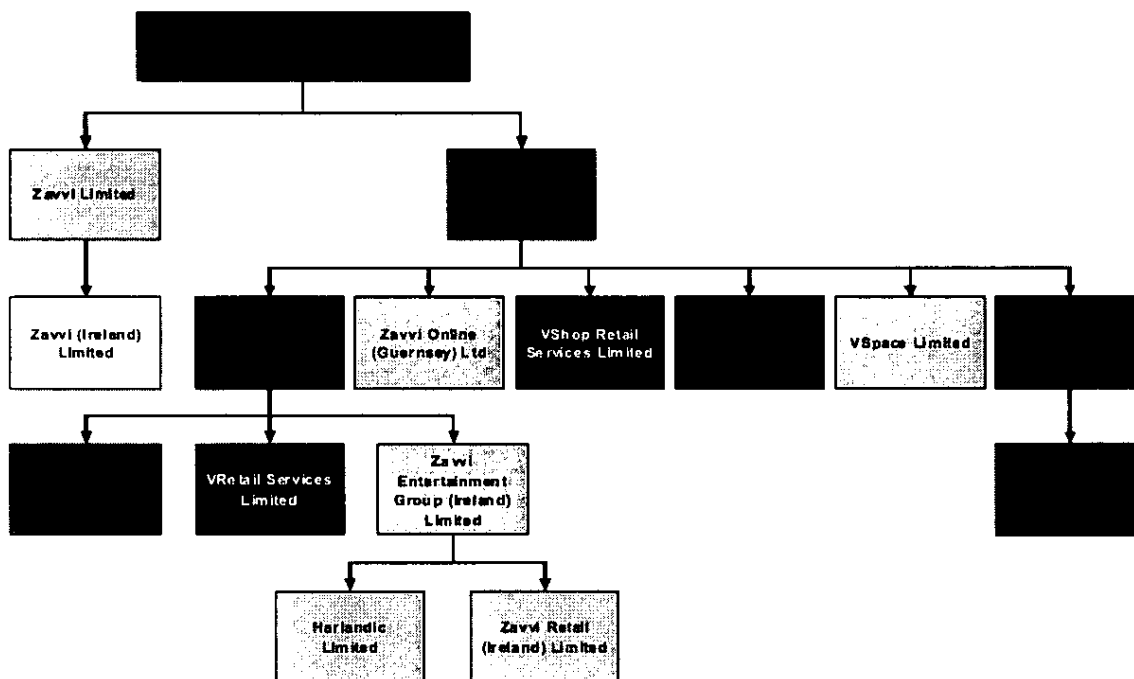 Zavvi Limited
Zavvi (Ireland)
Limited
Zavvi Online
(Guernsey) Ltd
VShop Retail
Services Limited
VSpace Limited
VRetail Services
Limited
Zavvi
Entertainment
Group (Ireland)
Limited
Harlandic
Limited
Zavvi Retail
(Ireland) Limited